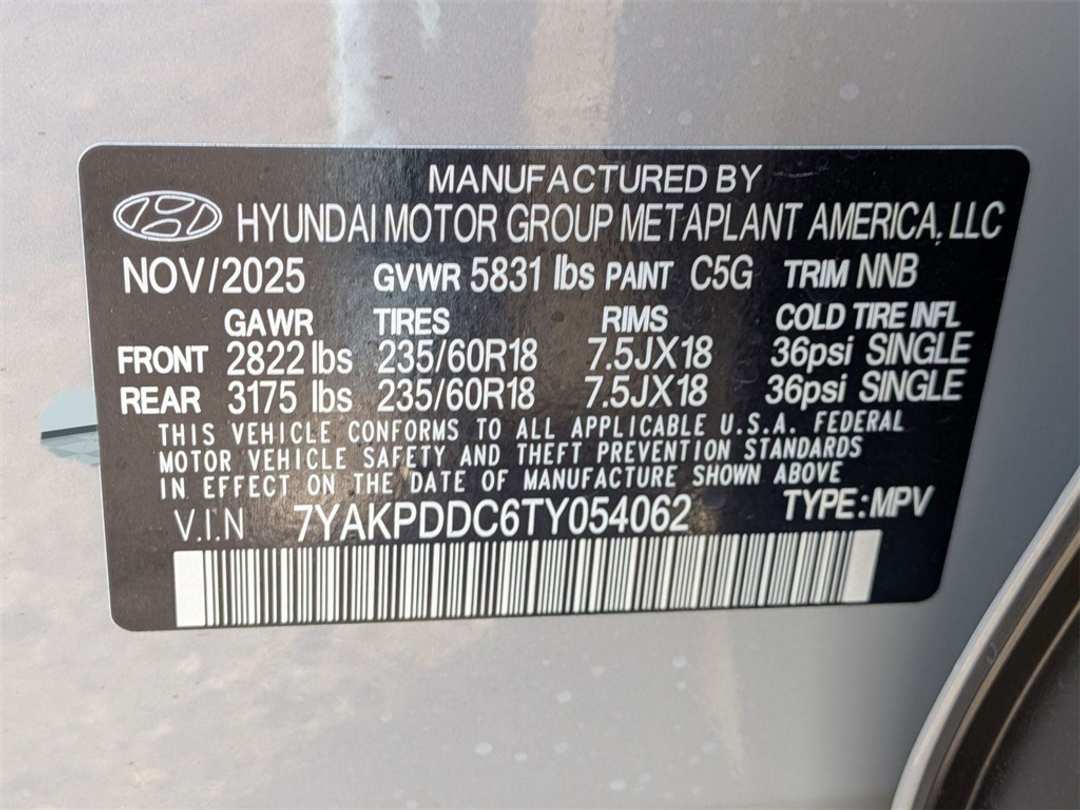 MANUFACTURED BY
HYUNDAI MOTOR GROUP METAPLANT AMERICA, LLC
NOV/2025 GVWR 5831 lbs PAINT C5G TRIM NNB
GAWR TIRES RIMS COLD TIRE INFL
FRONT 2822 lbs 235/60R18 7.5JX18 36psi SINGLE
REAR 3175 lbs 235/60R18 7.5JX18 36psi SINGLE
THIS VEHICLE CONFORMS TO ALL APPLICABLE U.S.A. FEDERAL
MOTOR VEHICLE SAFETY AND THEFT PREVENTION STANDARDS
IN EFFECT ON THE DATE OF MANUFACTURE SHOWN ABOVE
V.I.N 7YAKPDDC6TY054062 TYPE:MPV